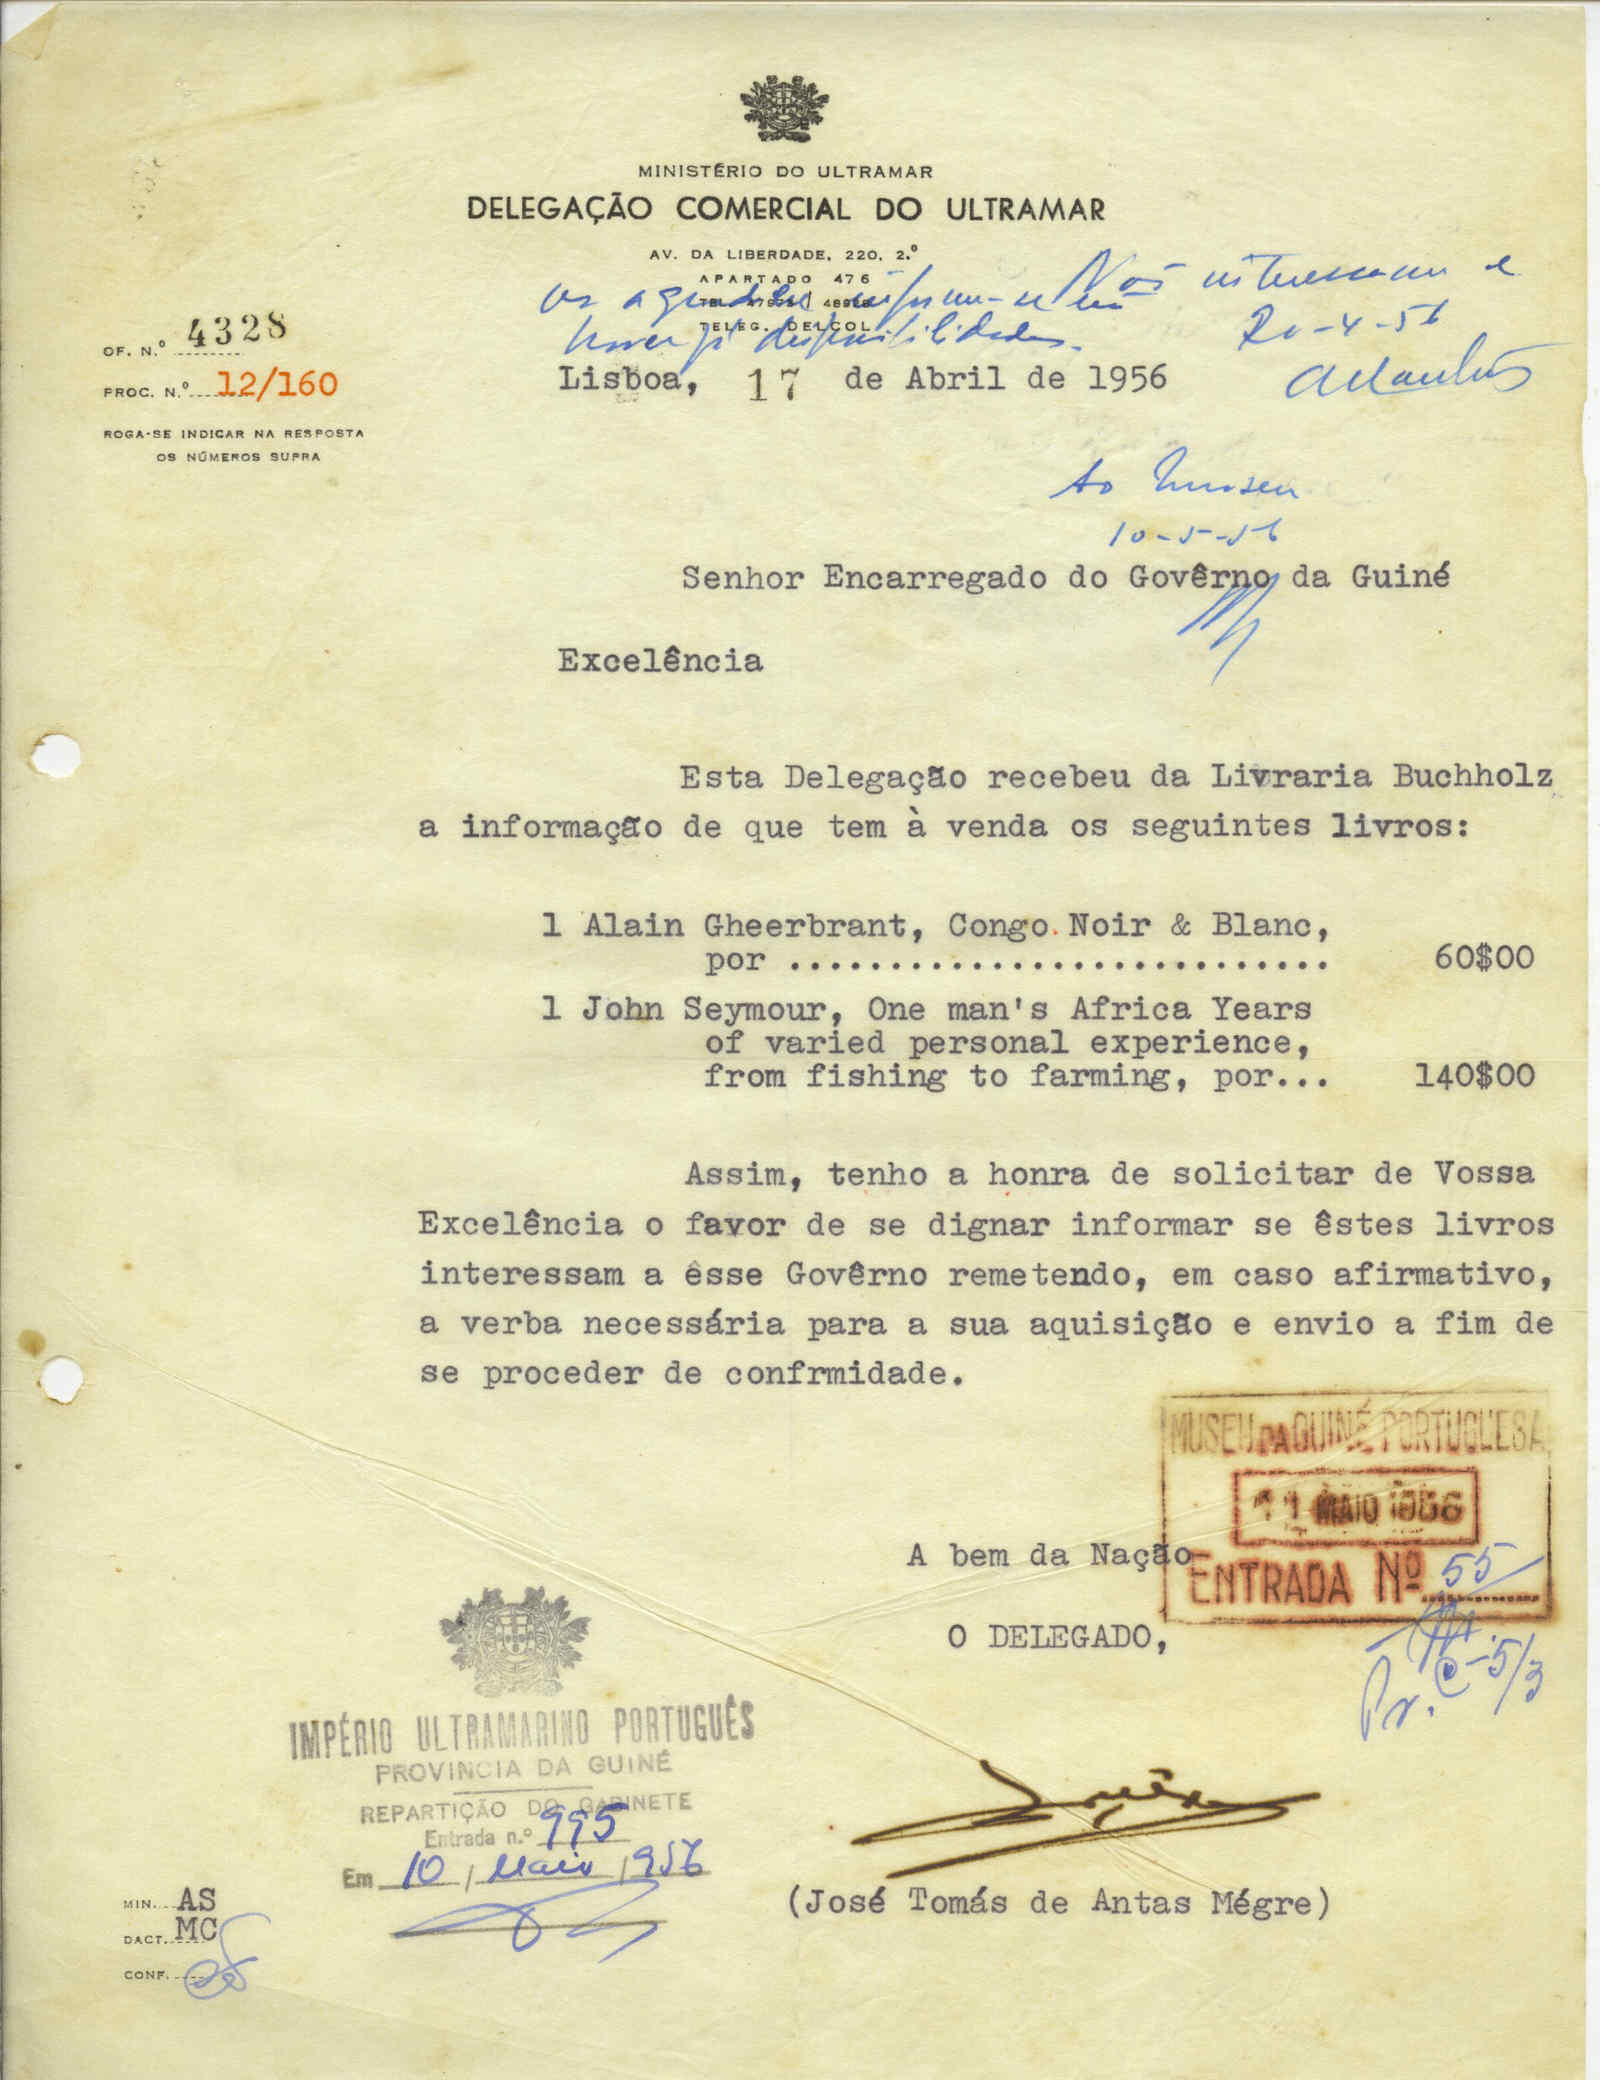 MINISTÉRIO DO ULTRAMAR
DELEGAÇÃO COMERCIAL DO ULTRAMAR
AV. DA LIBERDADE, 220, 2.º
APARTADO 476
TELEG. DELCOL
OF. N.º 4328
PROC. N.º 12/160
ROGA-SE INDICAR NA RESPOSTA
OS NÚMEROS SUPRA
disponibilidades.
20-4-56
Lisboa, 17 de Abril de 1956
Ao Museu
10-5-56
Senhor Encarregado do Govêrno da Guiné
Excelência
Esta Delegação recebeu da Livraria Buchholz
a informação de que tem à venda os seguintes livros:
1 Alain Gheerbrant, Congo Noir & Blanc,
por ........................... 60$00
1 John Seymour, One man's Africa Years
of varied personal experience,
from fishing to farming, por... 140$00
Assim, tenho a honra de solicitar de Vossa
Excelência o favor de se dignar informar se êstes livros
interessam a êsse Govêrno remetendo, em caso afirmativo,
a verba necessária para a sua aquisição e envio a fim de
se proceder de confrmidade.
MUSEU DA GUINÉ PORTUGUESA
11 MAIO 1956
ENTRADA Nº 55
Pr. C-5/3
A bem da Nação
O DELEGADO,
(José Tomás de Antas Mégre)
IMPÉRIO ULTRAMARINO PORTUGUÊS
PROVINCIA DA GUINÉ
REPARTIÇÃO DO GABINETE
Entrada n.º 995
Em 10 / Maio / 1956
MIN. AS
DACT. MC
CONF.